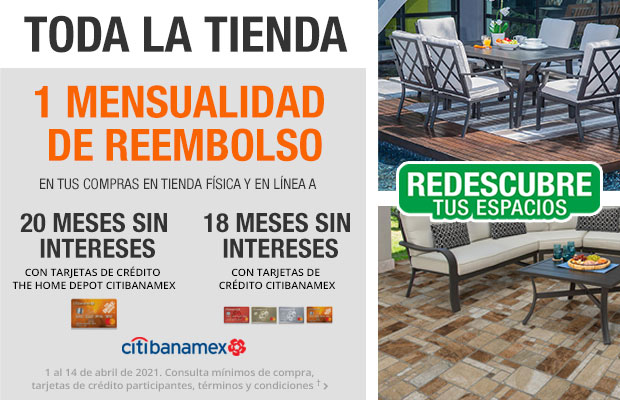 TODA LA TIENDA
1 MENSUALIDAD
DE REEMBOLSO
EN TUS COMPRAS EN TIENDA FÍSICA Y EN LÍNEA A
20 MESES SIN
INTERESES
CON TARJETAS DE CRÉDITO
THE HOME DEPOT CITIBANAMEX
18 MESES SIN
INTERESES
CON TARJETAS DE
CRÉDITO CITIBANAMEX
citibanamex
1 al 14 de abril de 2021. Consulta mínimos de compra,
tarjetas de crédito participantes, términos y condiciones † >
REDESCUBRE
TUS ESPACIOS